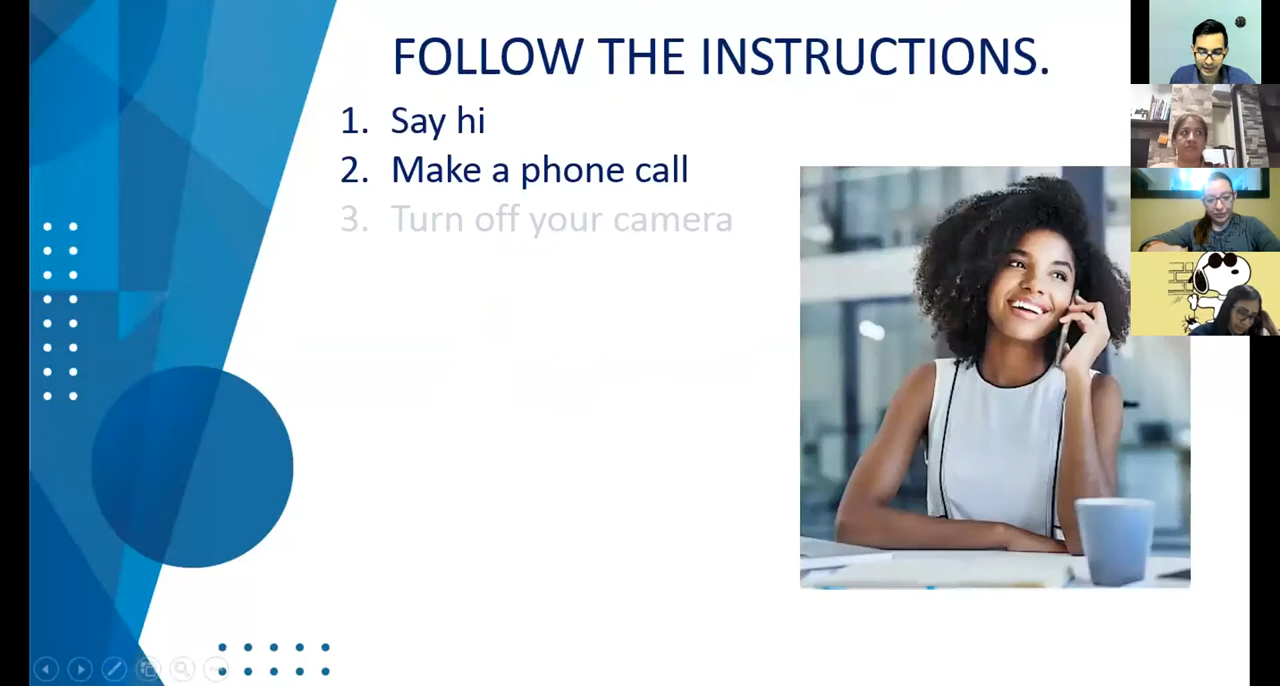 FOLLOW THE INSTRUCTIONS.
1. Say hi
2. Make a phone call
3. Turn off your camera